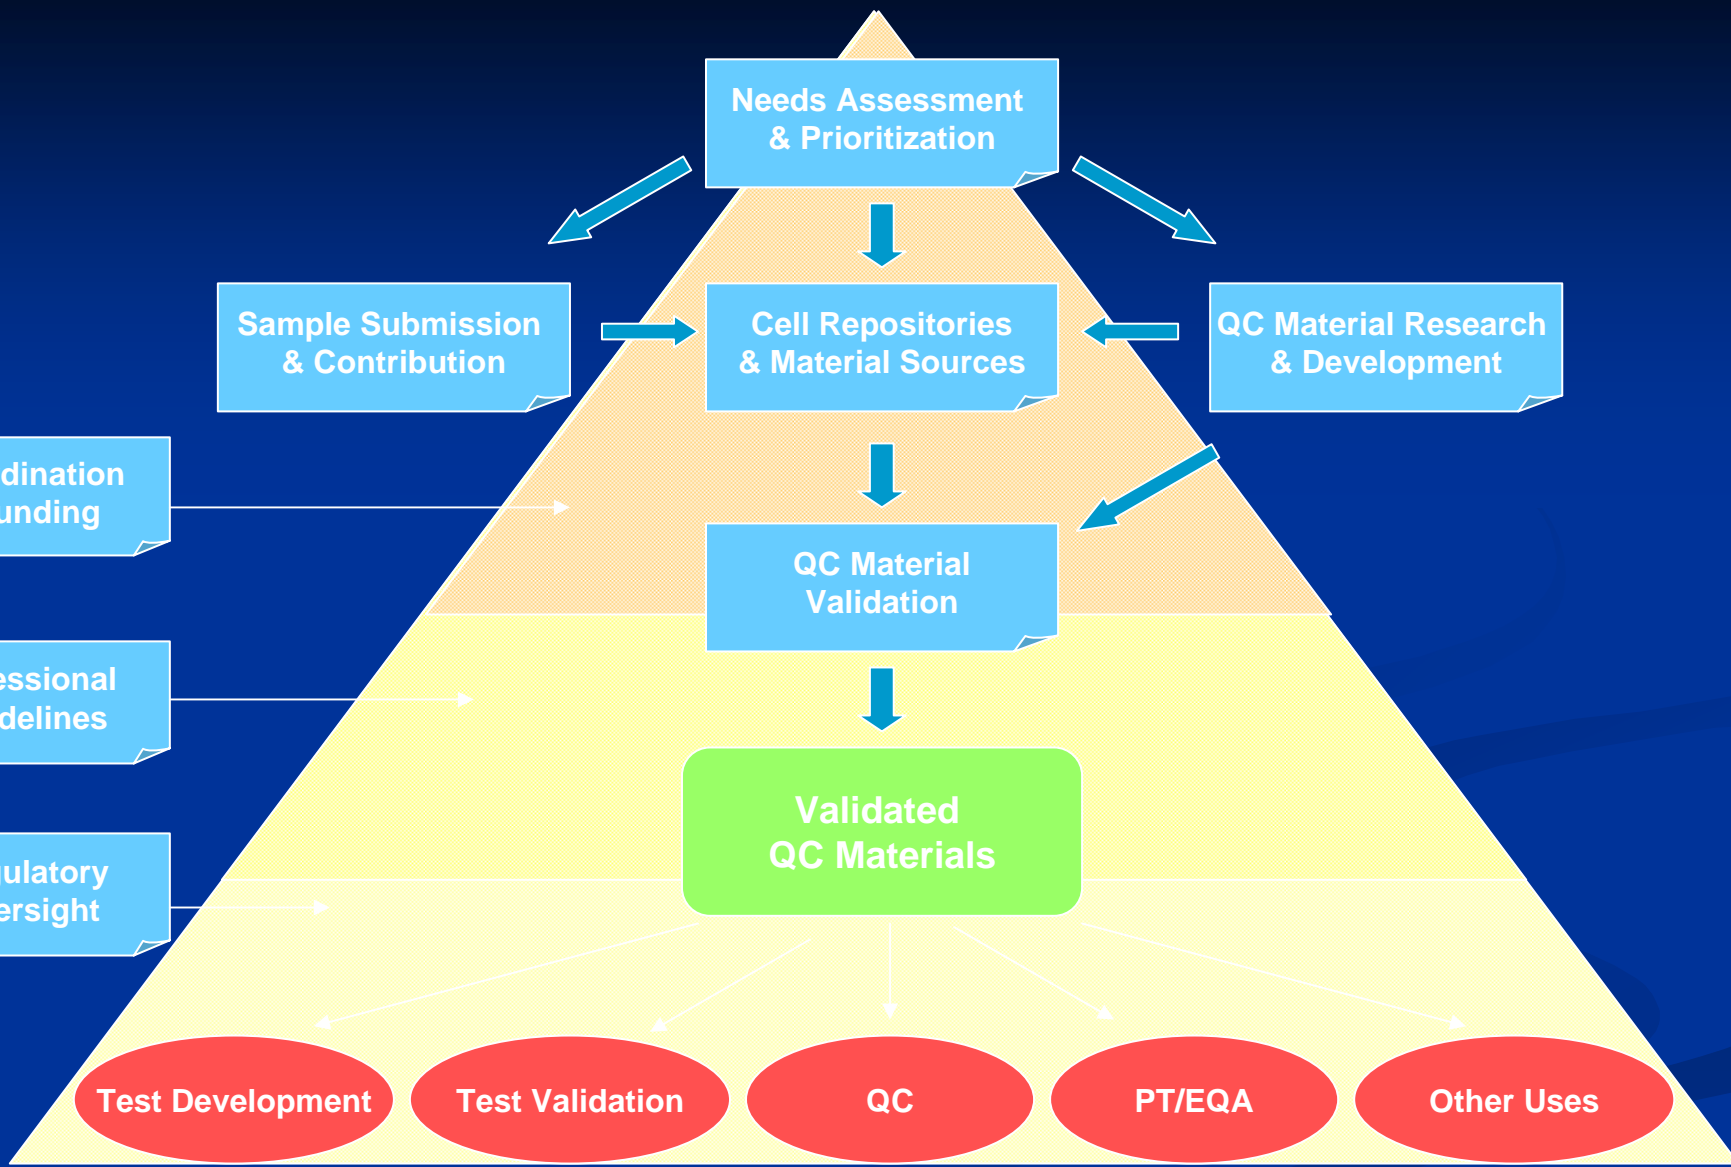 Needs Assessment
& Prioritization
Sample Submission
& Contribution
Cell Repositories
& Material Sources
QC Material Research
& Development
dination
unding
QC Material
Validation
essional
delines
Validated
QC Materials
ulatory
ersight
Test Development
Test Validation
QC
PT/EQA
Other Uses